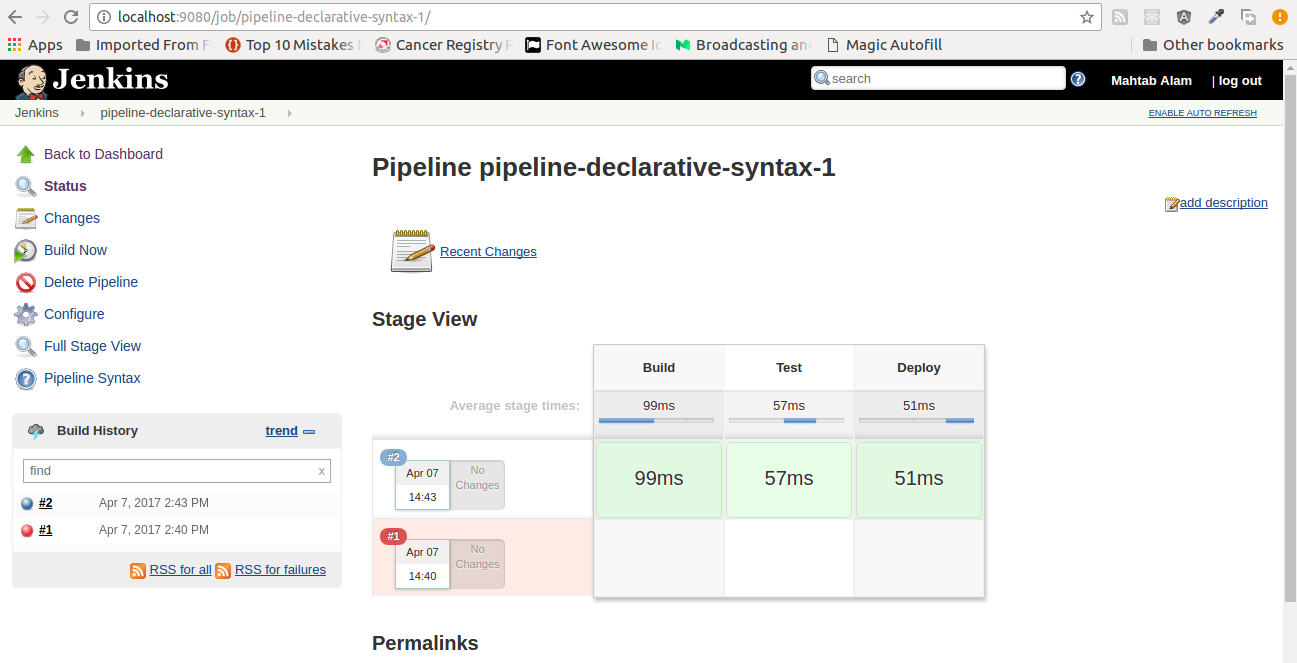 localhost:9080/job/pipeline-declarative-syntax-1/
Apps Imported From F Top 10 Mistakes Cancer Registry P Font Awesome Ic Broadcasting an Magic Autofill Other bookmarks
Jenkins search Mahtab Alam | log out
Jenkins pipeline-declarative-syntax-1 ENABLE AUTO REFRESH
Back to Dashboard
Status
Changes
Build Now
Delete Pipeline
Configure
Full Stage View
Pipeline Syntax
Build History trend
find x
#2 Apr 7, 2017 2:43 PM
#1 Apr 7, 2017 2:40 PM
RSS for all RSS for failures
Pipeline pipeline-declarative-syntax-1
add description
Recent Changes
Stage View
Build Test Deploy
Average stage times: 99ms 57ms 51ms
#2
Apr 07
14:43
No
Changes
99ms 57ms 51ms
#1
Apr 07
14:40
No
Changes
Permalinks